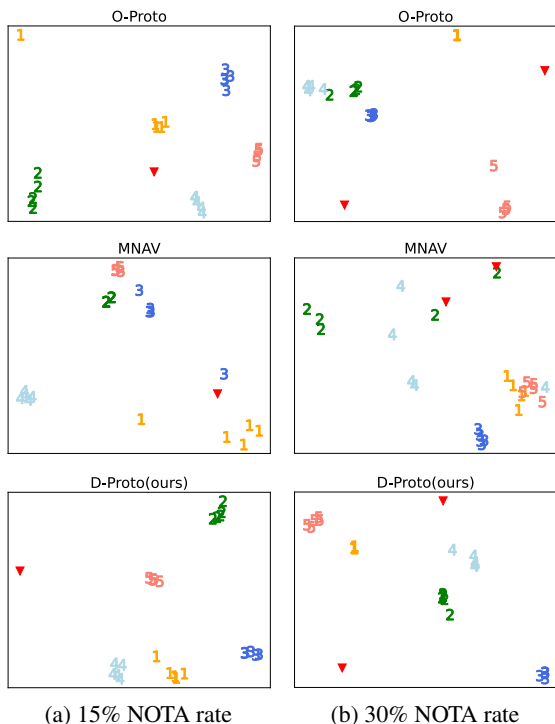 O-Proto
O-Proto
MNAV
MNAV
D-Proto(ours)
D-Proto(ours)
(a) 15% NOTA rate
(b) 30% NOTA rate